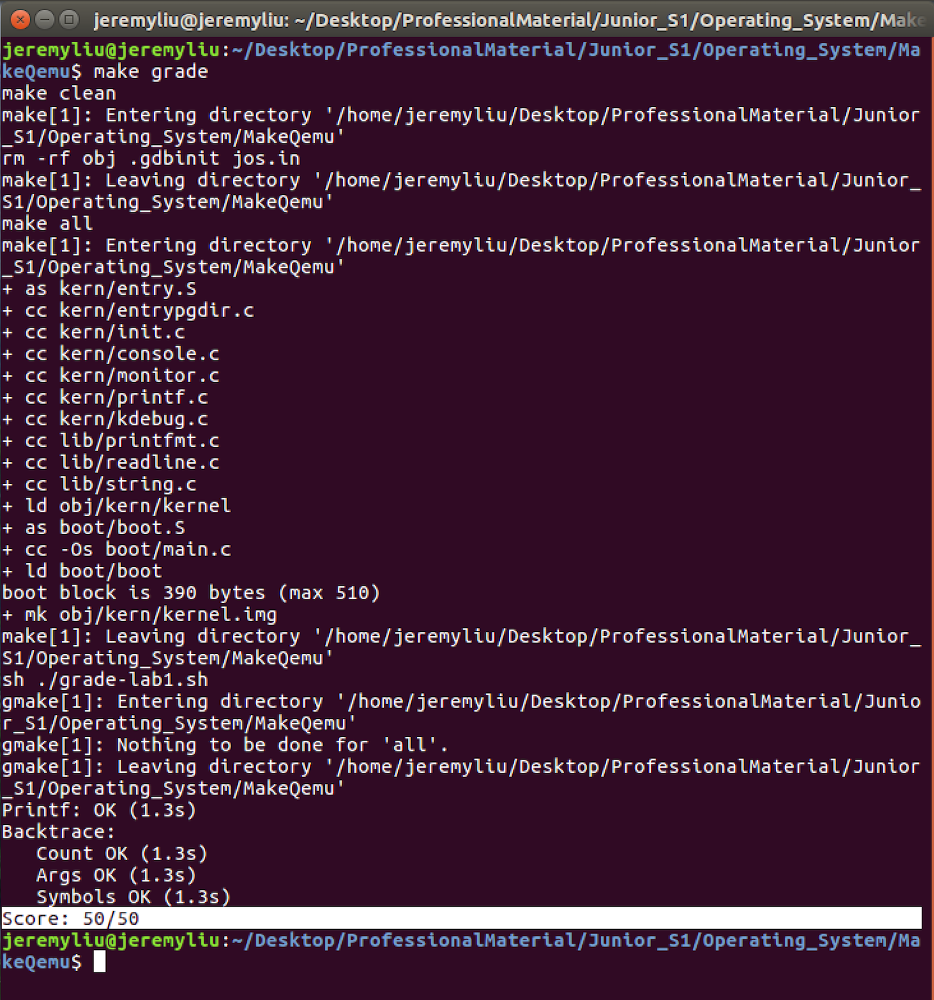 jeremyliu@jeremyliu: ~/Desktop/ProfessionalMaterial/Junior_S1/Operating_System/Make
jeremyliu@jeremyliu:~/Desktop/ProfessionalMaterial/Junior_S1/Operating_System/Ma
keQemu$ make grade
make clean
make[1]: Entering directory '/home/jeremyliu/Desktop/ProfessionalMaterial/Junior
_S1/Operating_System/MakeQemu'
rm -rf obj .gdbinit jos.in
make[1]: Leaving directory '/home/jeremyliu/Desktop/ProfessionalMaterial/Junior_
S1/Operating_System/MakeQemu'
make all
make[1]: Entering directory '/home/jeremyliu/Desktop/ProfessionalMaterial/Junior
_S1/Operating_System/MakeQemu'
+ as kern/entry.S
+ cc kern/entrypgdir.c
+ cc kern/init.c
+ cc kern/console.c
+ cc kern/monitor.c
+ cc kern/printf.c
+ cc kern/kdebug.c
+ cc lib/printfmt.c
+ cc lib/readline.c
+ cc lib/string.c
+ ld obj/kern/kernel
+ as boot/boot.S
+ cc -Os boot/main.c
+ ld boot/boot
boot block is 390 bytes (max 510)
+ mk obj/kern/kernel.img
make[1]: Leaving directory '/home/jeremyliu/Desktop/ProfessionalMaterial/Junior_
S1/Operating_System/MakeQemu'
sh ./grade-lab1.sh
gmake[1]: Entering directory '/home/jeremyliu/Desktop/ProfessionalMaterial/Junio
r_S1/Operating_System/MakeQemu'
gmake[1]: Nothing to be done for 'all'.
gmake[1]: Leaving directory '/home/jeremyliu/Desktop/ProfessionalMaterial/Junior
_S1/Operating_System/MakeQemu'
Printf: OK (1.3s)
Backtrace:
   Count OK (1.3s)
   Args OK (1.3s)
   Symbols OK (1.3s)
Score: 50/50
jeremyliu@jeremyliu:~/Desktop/ProfessionalMaterial/Junior_S1/Operating_System/Ma
keQemu$